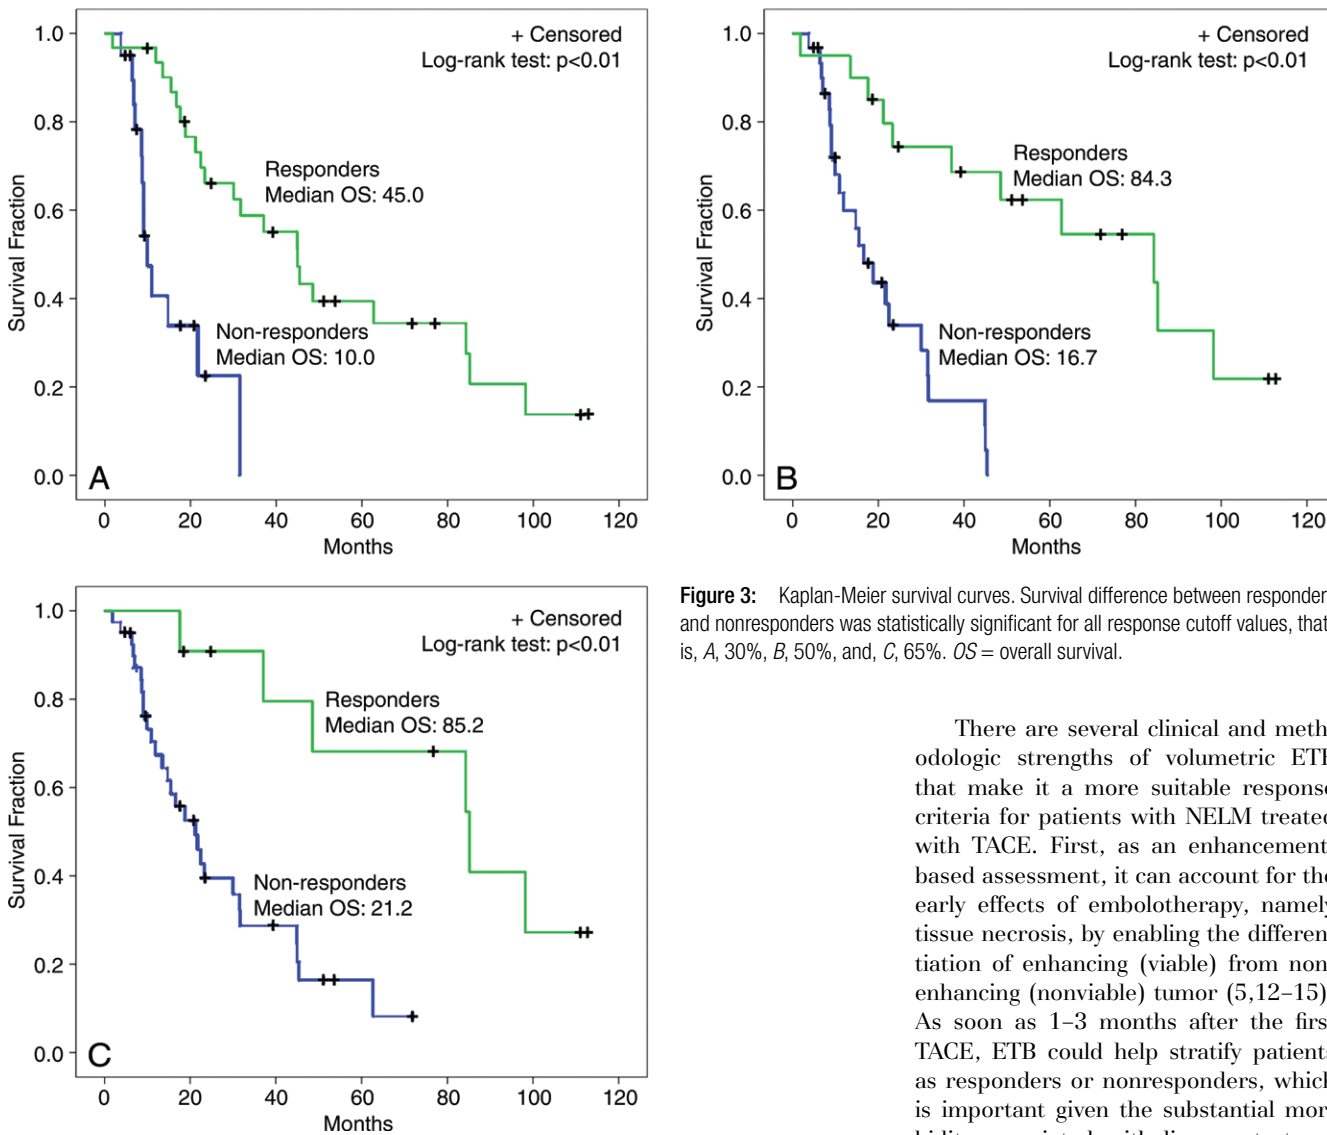 1.0
0.8
0.6
0.4
0.2
0.0
Survival Fraction
+ Censored
Log-rank test: p<0.01
Responders
Median OS: 45.0
Non-responders
Median OS: 10.0
A
0 20 40 60 80 100 120
Months
1.0
0.8
0.6
0.4
0.2
0.0
Survival Fraction
+ Censored
Log-rank test: p<0.01
Responders
Median OS: 84.3
Non-responders
Median OS: 16.7
B
0 20 40 60 80 100 120
Months
1.0
0.8
0.6
0.4
0.2
0.0
Survival Fraction
+ Censored
Log-rank test: p<0.01
Responders
Median OS: 85.2
Non-responders
Median OS: 21.2
C
0 20 40 60 80 100 120
Months
Figure 3: Kaplan-Meier survival curves. Survival difference between responder
and nonresponders was statistically significant for all response cutoff values, that
is, A, 30%, B, 50%, and, C, 65%. OS = overall survival.
There are several clinical and meth
odologic strengths of volumetric ETB
that make it a more suitable response
criteria for patients with NELM treated
with TACE. First, as an enhancement
based assessment, it can account for the
early effects of embolotherapy, namely
tissue necrosis, by enabling the differen
tiation of enhancing (viable) from non
enhancing (nonviable) tumor (5,12–15)
As soon as 1–3 months after the firs
TACE, ETB could help stratify patients
as responders or nonresponders, which
is important given the substantial mor